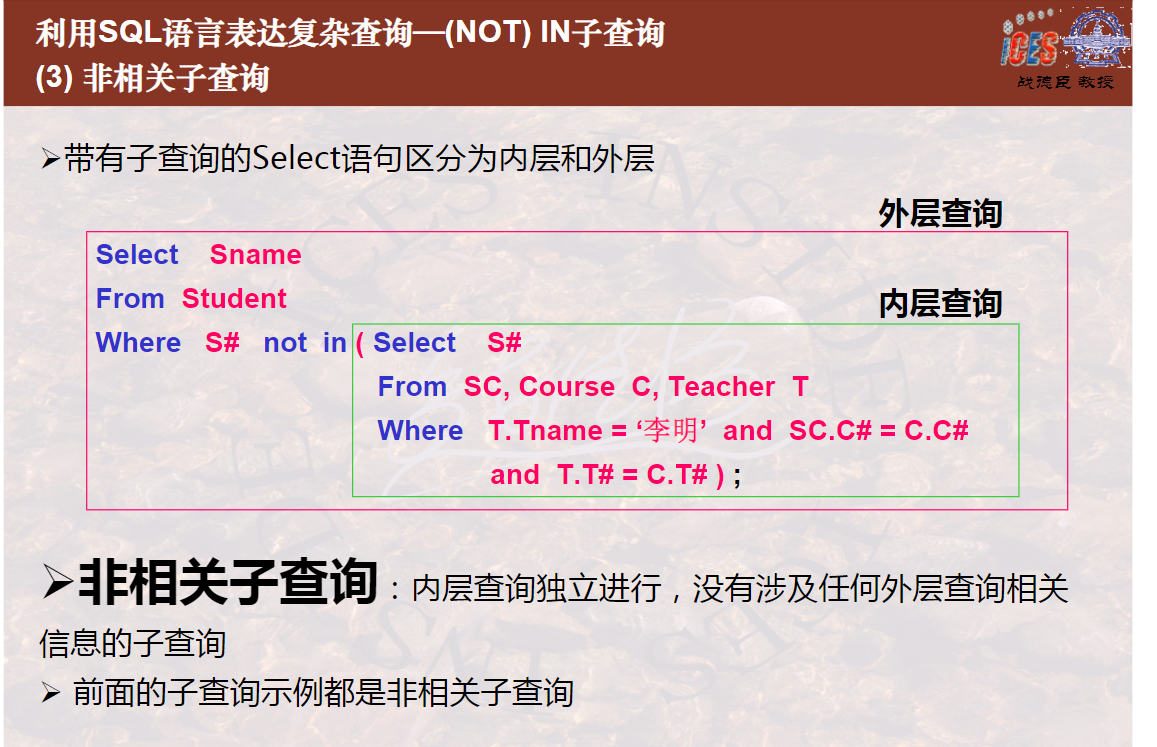 利用SQL语言表达复杂查询—(NOT) IN子查询
(3) 非相关子查询
iCES
战德臣 教授
➢带有子查询的Select语句区分为内层和外层
外层查询
Select Sname
From Student
内层查询
Where S# not in ( Select S#
From SC, Course C, Teacher T
Where T.Tname = ‘李明’ and SC.C# = C.C#
and T.T# = C.T# ) ;
➢非相关子查询：内层查询独立进行，没有涉及任何外层查询相关
信息的子查询
➢ 前面的子查询示例都是非相关子查询